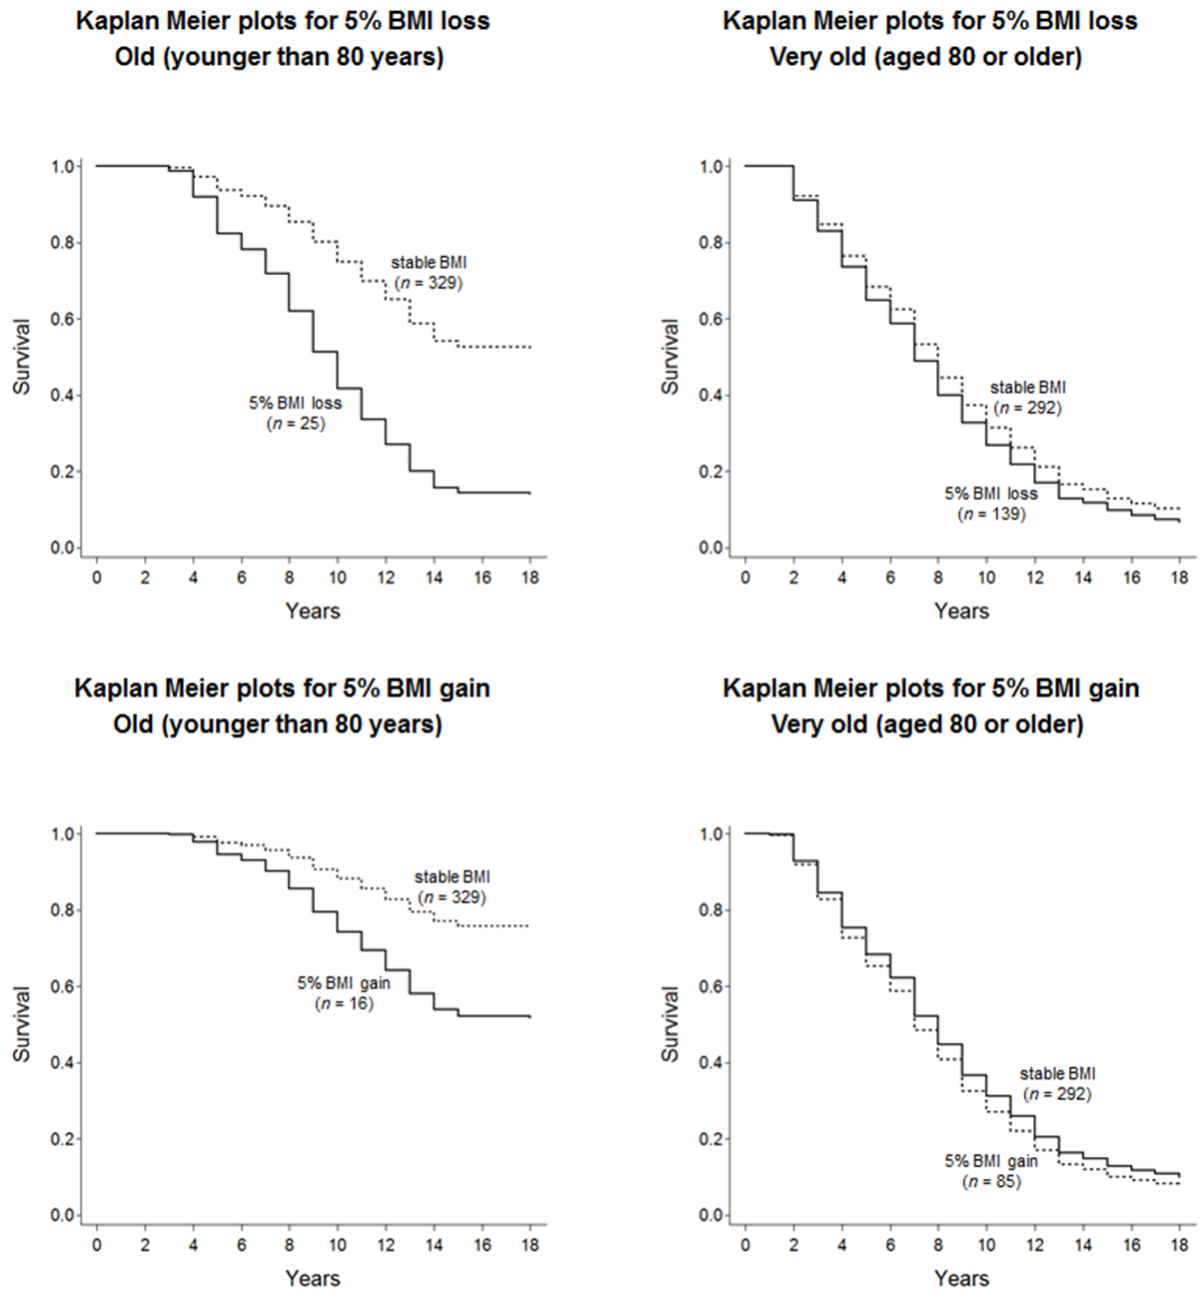 Kaplan Meier plots for 5% BMI loss
Old (younger than 80 years)
1.0
0.8
0.6
0.4
0.2
0.0
Survival
stable BMI
(n = 329)
5% BMI loss
(n = 25)
0 2 4 6 8 10 12 14 16 18
Years
Kaplan Meier plots for 5% BMI loss
Very old (aged 80 or older)
1.0
0.8
0.6
0.4
0.2
0.0
Survival
stable BMI
(n = 292)
5% BMI loss
(n = 139)
0 2 4 6 8 10 12 14 16 18
Years
Kaplan Meier plots for 5% BMI gain
Old (younger than 80 years)
1.0
0.8
0.6
0.4
0.2
0.0
Survival
stable BMI
(n = 329)
5% BMI gain
(n = 16)
0 2 4 6 8 10 12 14 16 18
Years
Kaplan Meier plots for 5% BMI gain
Very old (aged 80 or older)
1.0
0.8
0.6
0.4
0.2
0.0
Survival
stable BMI
(n = 292)
5% BMI gain
(n = 85)
0 2 4 6 8 10 12 14 16 18
Years